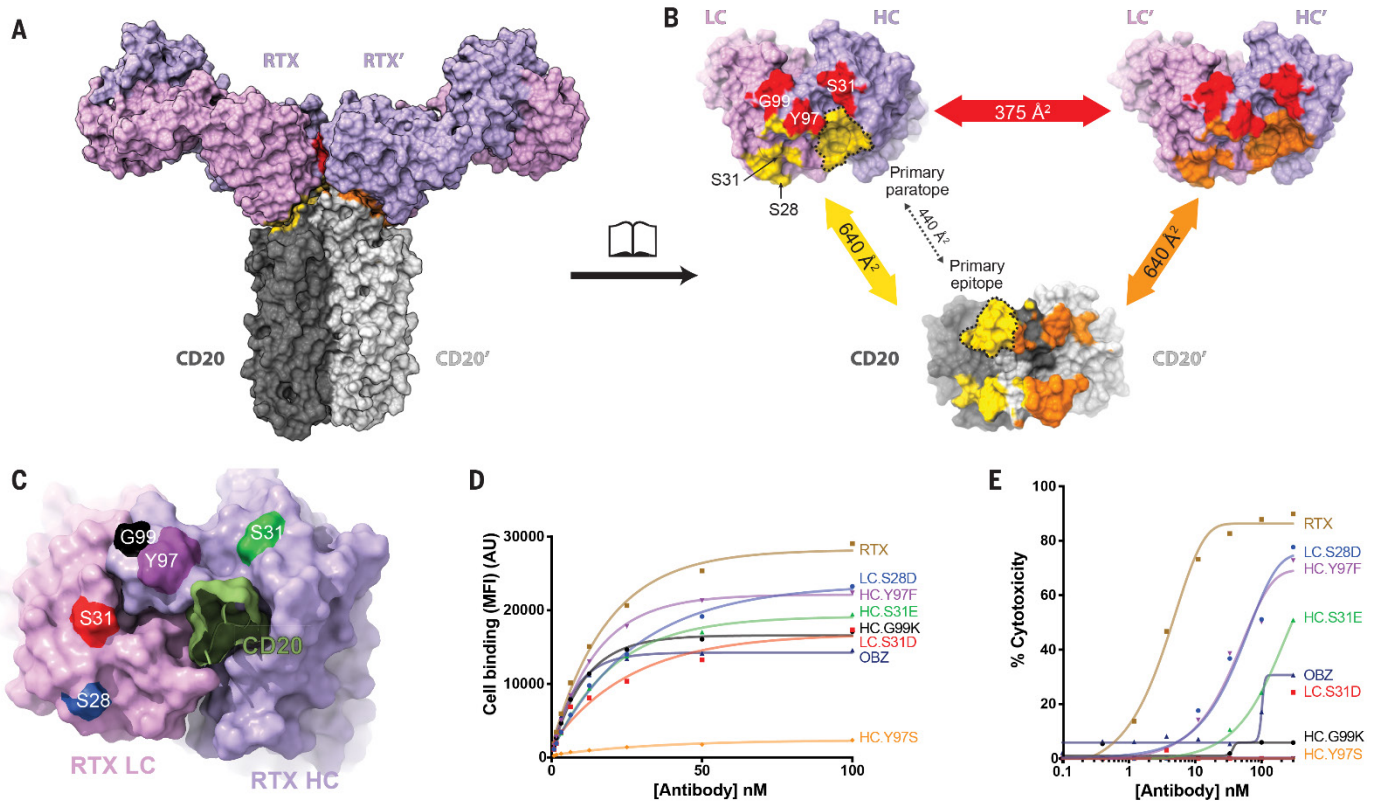 A
RTX
RTX'
CD20
CD20'
B
LC
HC
LC'
HC'
G99
S31
Y97
S31
S28
375 Å²
Primary
paratope
440 Å²
Primary
epitope
640 Å²
640 Å²
CD20
CD20'
C
G99
Y97
S31
S31
CD20
S28
RTX LC
RTX HC
D
Cell binding (MFI) (AU)
30000
20000
10000
0
0
50
100
[Antibody] nM
RTX
LC.S28D
HC.Y97F
HC.S31E
HC.G99K
LC.S31D
OBZ
HC.Y97S
E
% Cytotoxicity
100
80
60
40
20
0
0.1
1
10
100
[Antibody] nM
RTX
LC.S28D
HC.Y97F
HC.S31E
OBZ
LC.S31D
HC.G99K
HC.Y97S